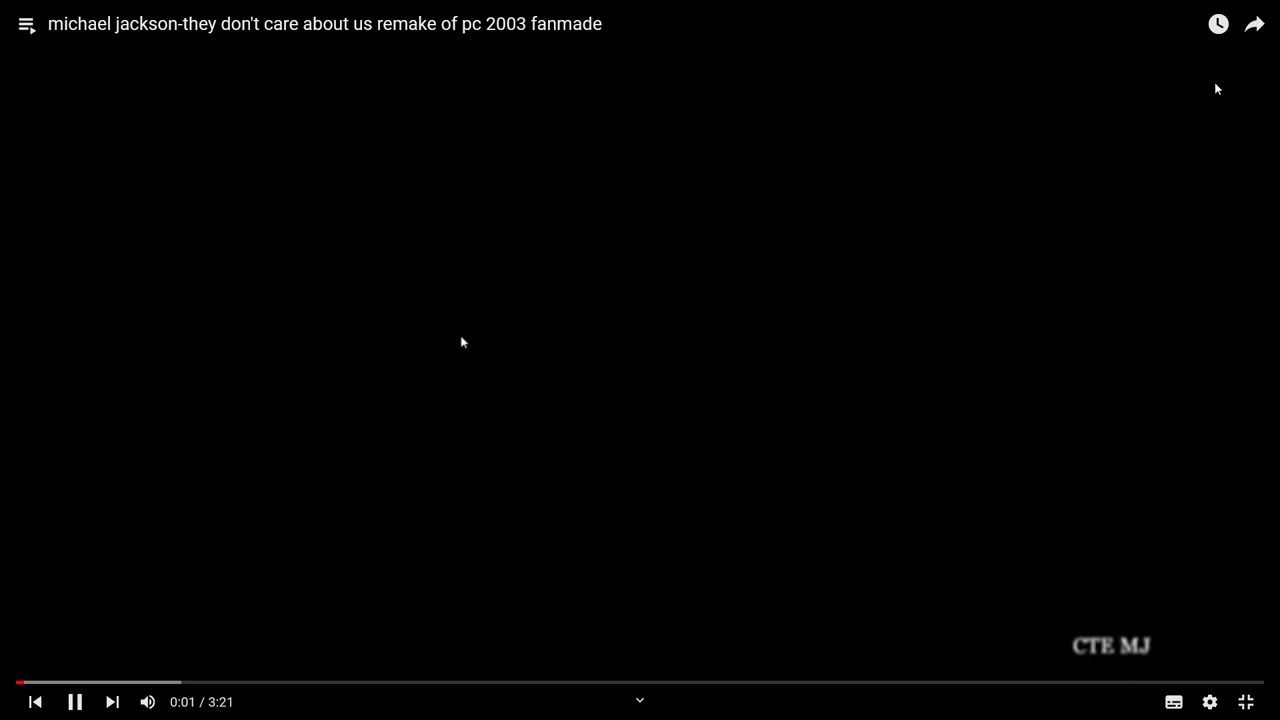 michael jackson-they don't care about us remake of pc 2003 fanmade
CTE MJ
0:01 / 3:21